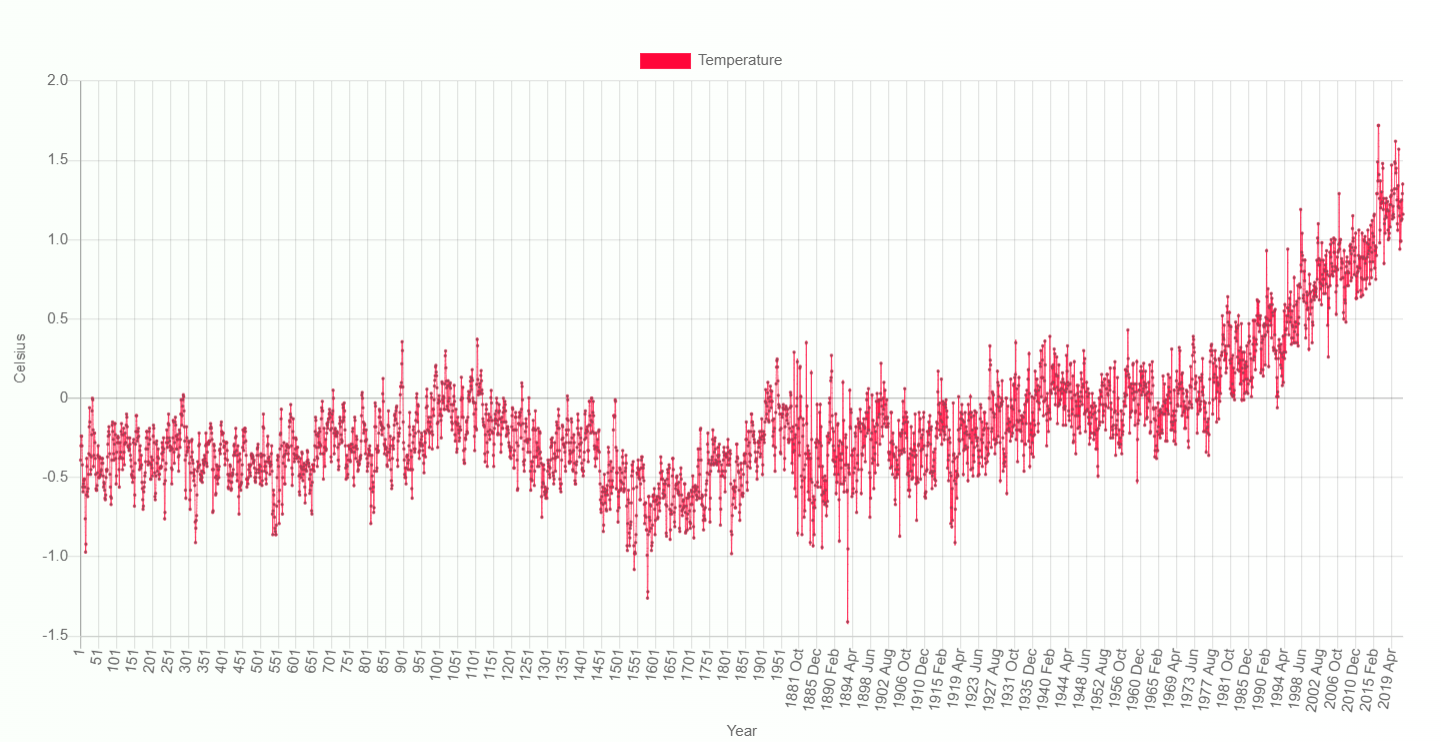 Temperature
2.0
1.5
1.0
0.5
0
-0.5
-1.0
-1.5
Celsius
1 51 101 151 201 251 301 351 401 451 501 551 601 651 701 751 801 851 901 951 1001 1051 1101 1151 1201 1251 1301 1351 1401 1451 1501 1551 1601 1651 1701 1751 1801 1851 1901 1951 1881 Oct 1885 Dec 1890 Feb 1894 Apr 1898 Jun 1902 Aug 1906 Oct 1910 Dec 1915 Feb 1919 Apr 1923 Jun 1927 Aug 1931 Oct 1935 Dec 1940 Feb 1944 Apr 1948 Jun 1952 Aug 1956 Oct 1960 Dec 1965 Feb 1969 Apr 1973 Jun 1977 Aug 1981 Oct 1985 Dec 1990 Feb 1994 Apr 1998 Jun 2002 Aug 2006 Oct 2010 Dec 2015 Feb 2019 Apr
Year